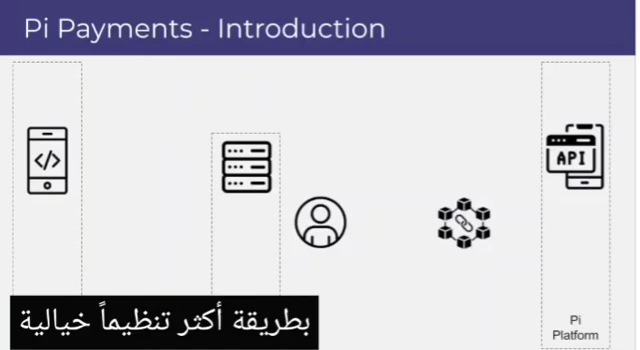 Pi Payments - Introduction
</>
API
Pi
Platform
بطريقة أكثر تنظيماً خيالية